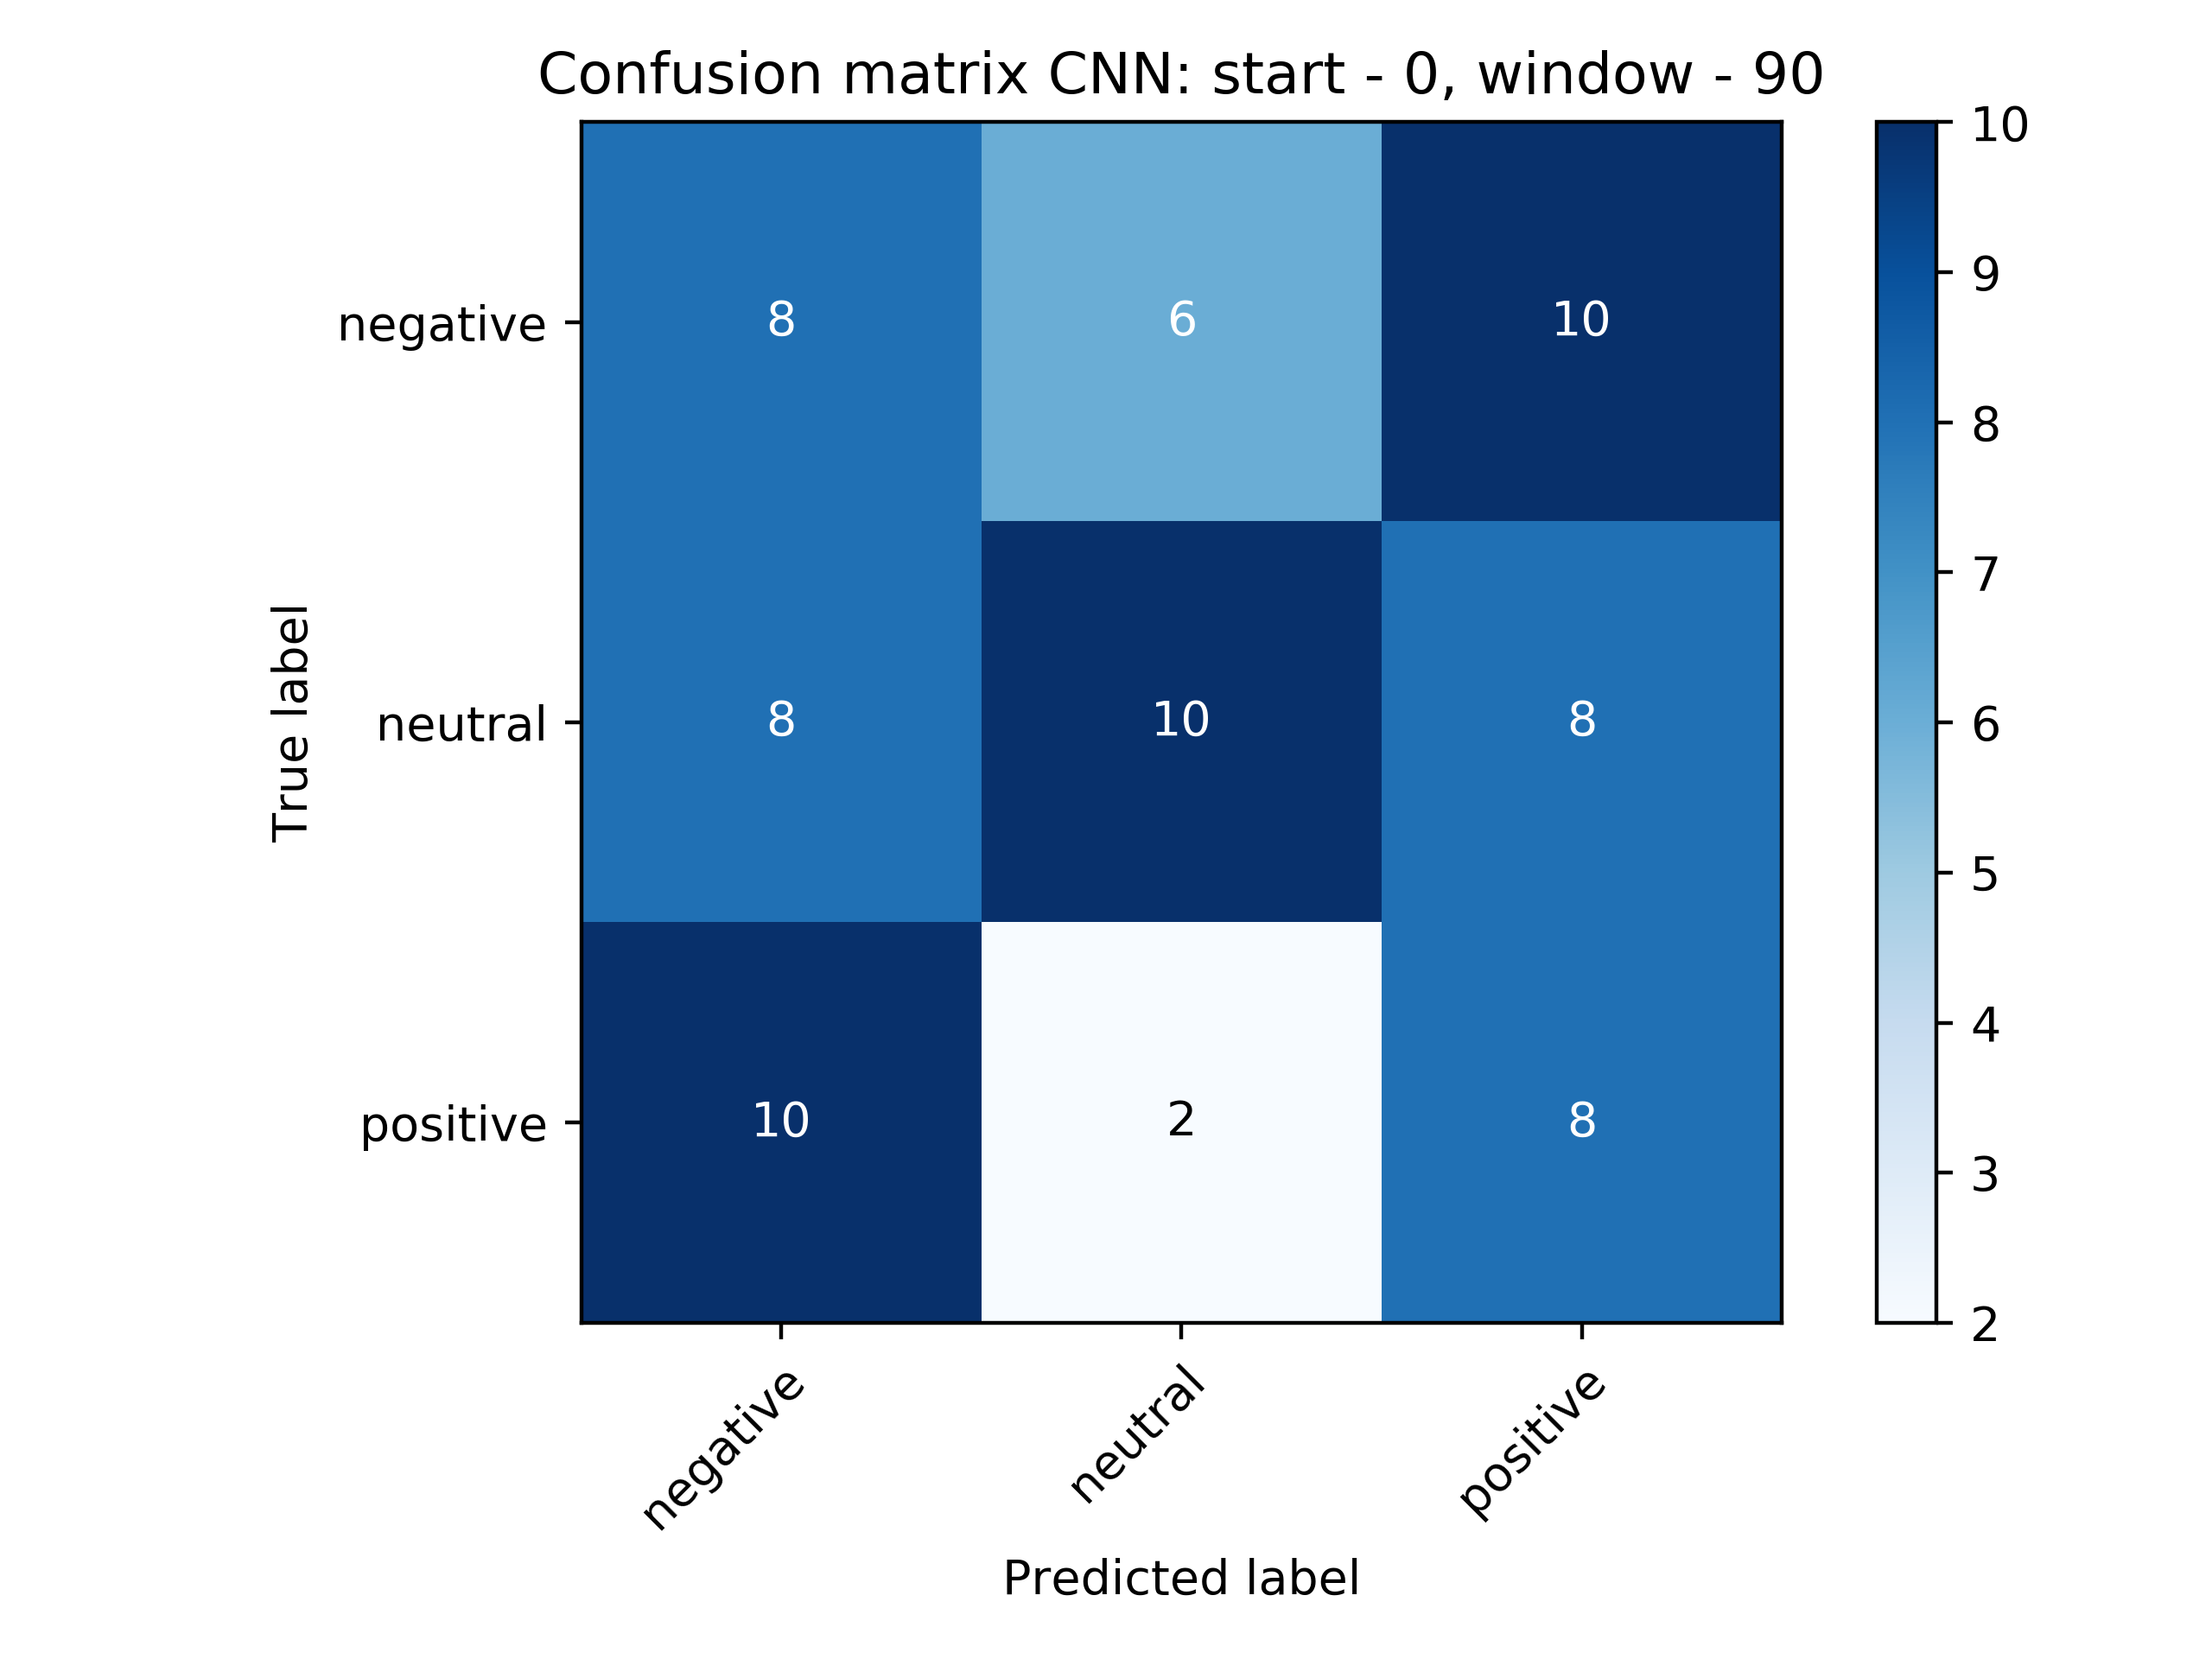 Confusion matrix CNN: start - 0, window - 90
10
9
8
7
6
5
4
3
2
True label
negative
8
6
10
neutral
8
10
8
positive
10
2
8
negative
neutral
positive
Predicted label